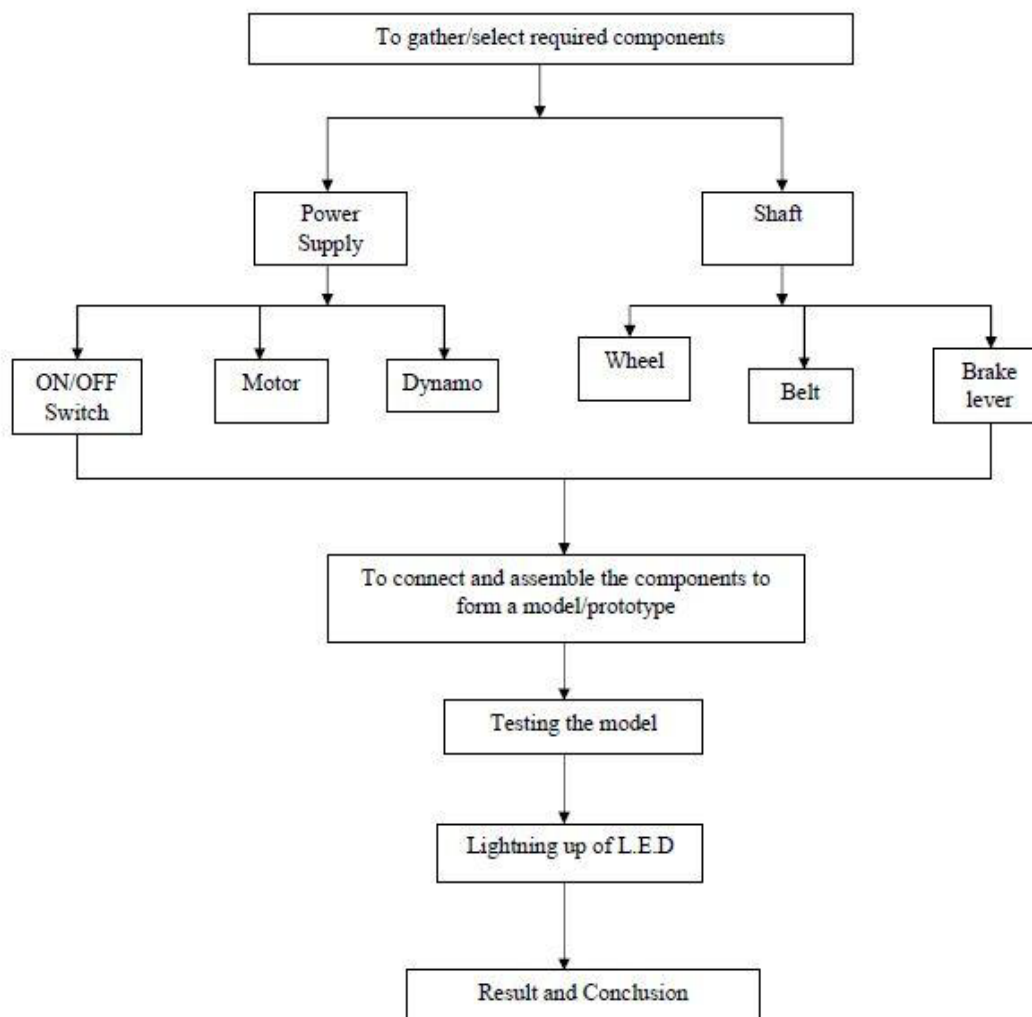 To gather/select required components
Power
Supply
Shaft
ON/OFF
Switch
Motor
Dynamo
Wheel
Belt
Brake
lever
To connect and assemble the components to
form a model/prototype
Testing the model
Lightning up of L.E.D
Result and Conclusion